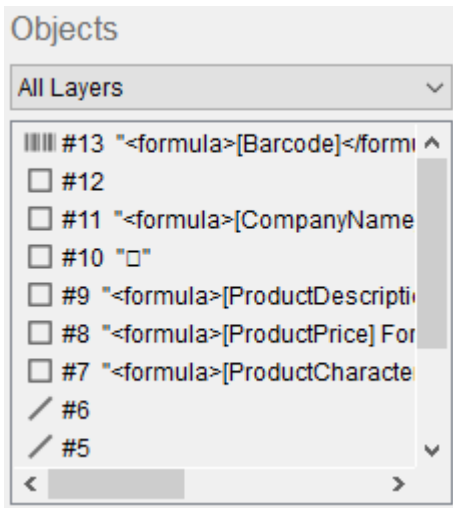 Objects
All Layers
#13 "<formula>[Barcode]</form
#12
#11 "<formula>[CompanyName
#10 "□"
#9 "<formula>[ProductDescripti
#8 "<formula>[ProductPrice] For
#7 "<formula>[ProductCharacte
#6
#5